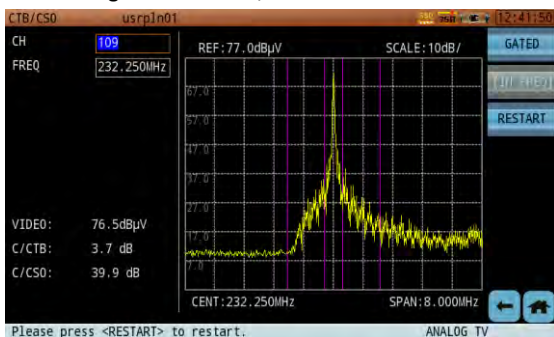 CTB/CSO usrpIn01 12:41:50
CH 109
FREQ 232.250MHz
REF:77.0dBµV SCALE:10dB/
GATED
RESTART
67.0
57.0
47.0
37.0
27.0
17.0
7.0
VIDEO: 76.5dBµV
C/CTB: 3.7 dB
C/CSO: 39.9 dB
CENT:232.250MHz SPAN:8.000MHz
Please press <RESTART> to restart. ANALOG TV